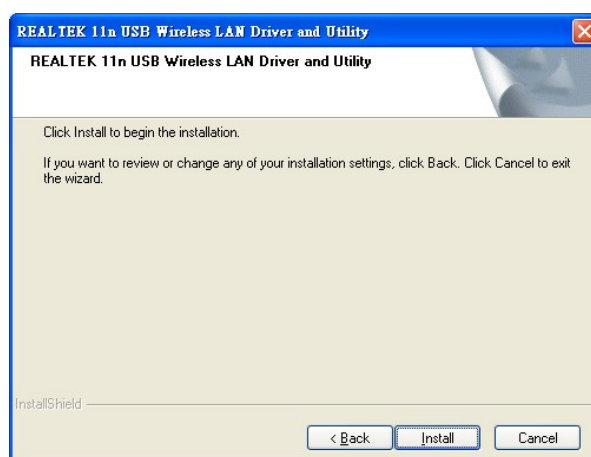 REALTEK 11n USB Wireless LAN Driver and Utility
REALTEK 11n USB Wireless LAN Driver and Utility
Click Install to begin the installation.
If you want to review or change any of your installation settings, click Back. Click Cancel to exit
the wizard.
InstallShield
< Back
Install
Cancel